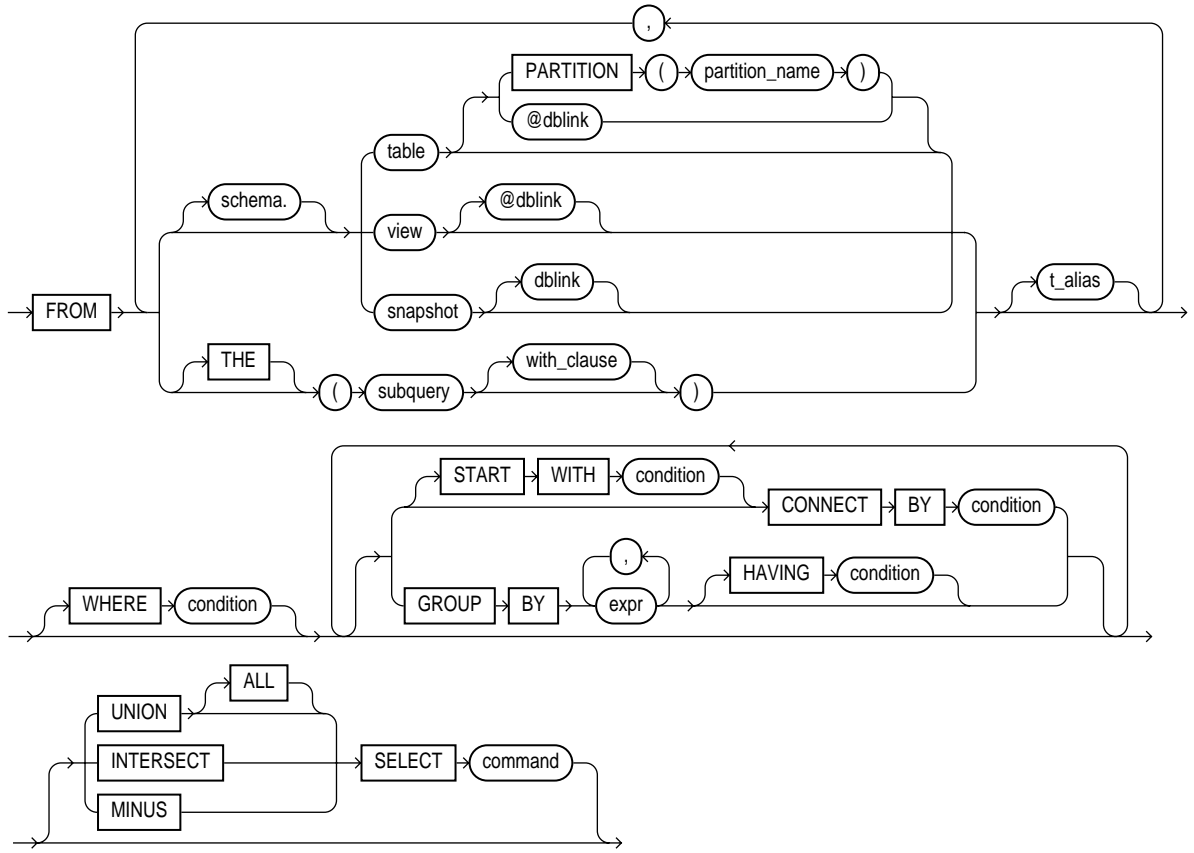 ,
PARTITION ( partition_name )
@dblink
table
schema. @dblink
view
dblink t_alias
FROM snapshot
THE with_clause
( subquery )
START WITH condition
CONNECT BY condition
,
HAVING condition
WHERE condition GROUP BY expr
ALL
UNION
INTERSECT SELECT command
MINUS